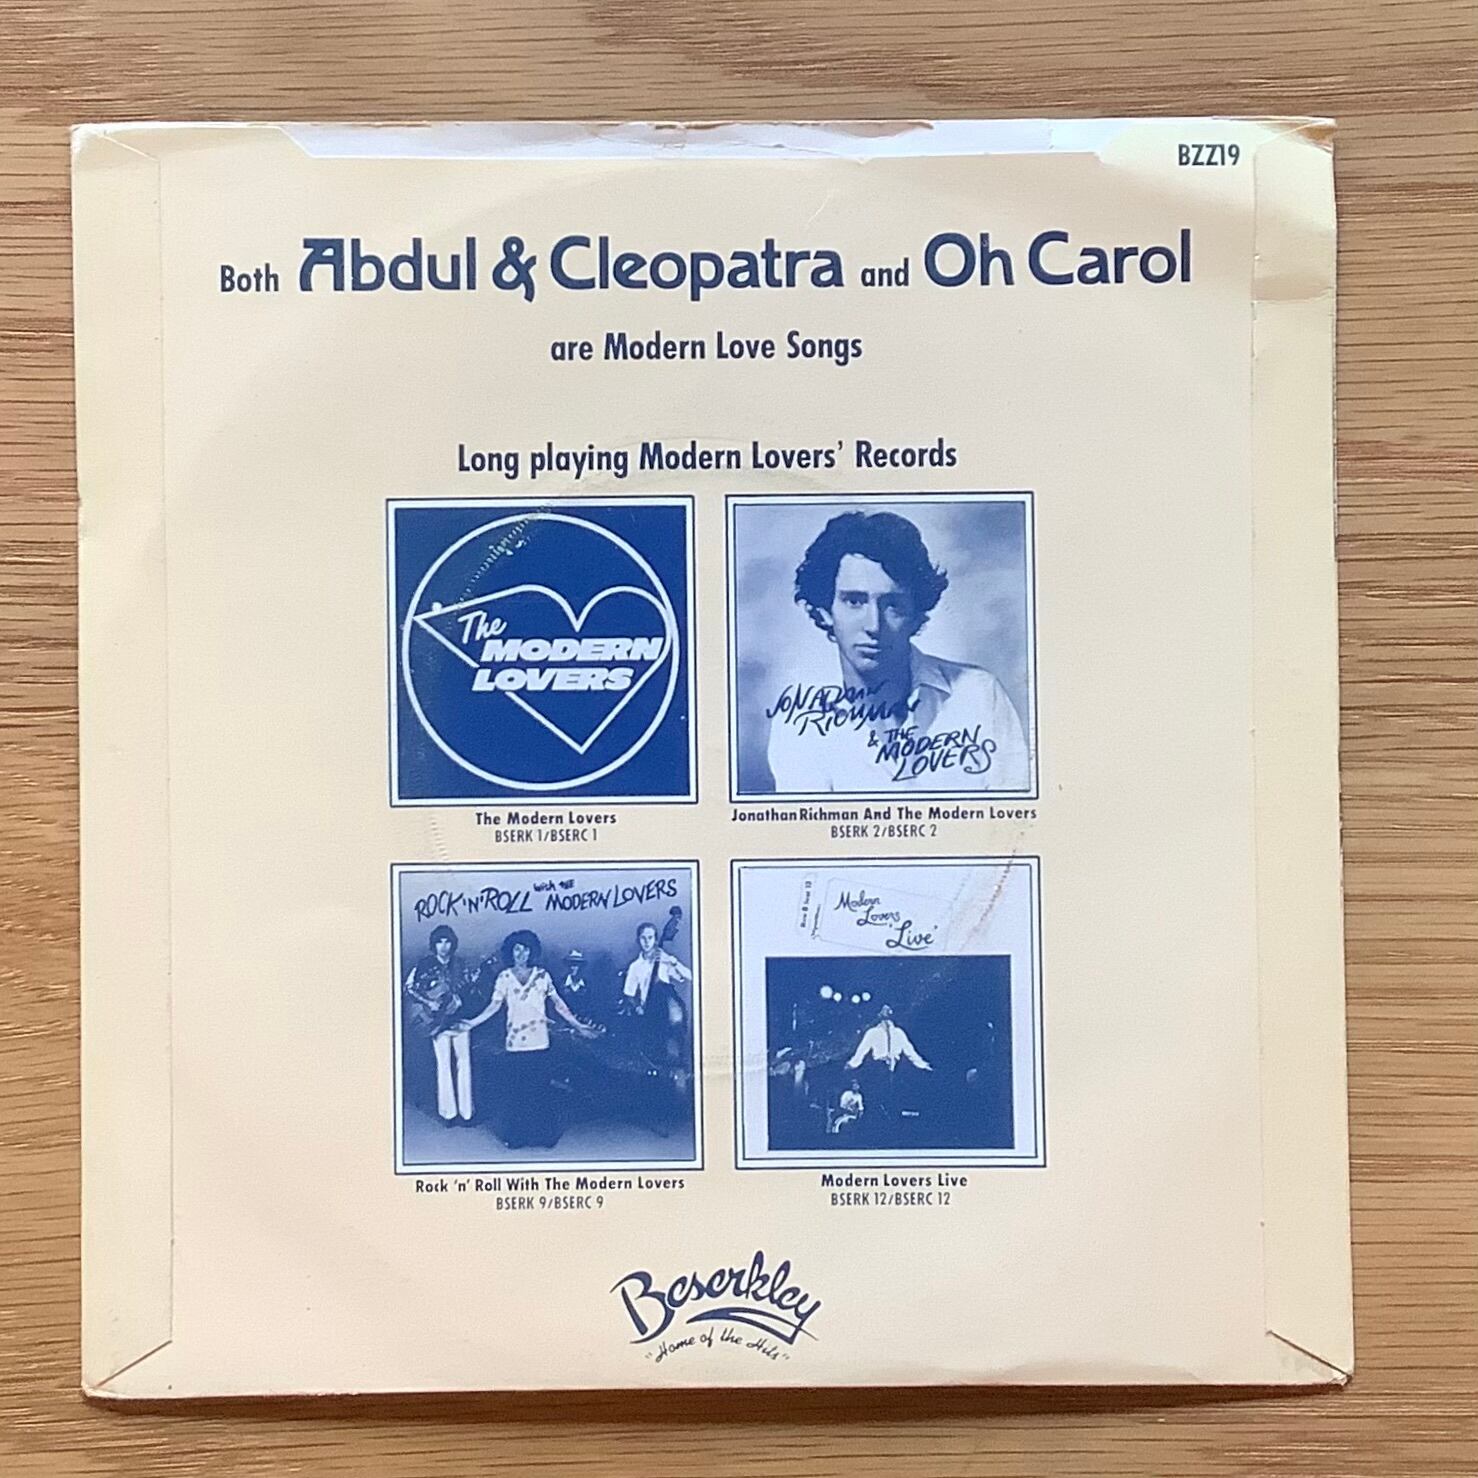 BZZ19
Both Abdul & Cleopatra and Oh Carol
are Modern Love Songs
Long playing Modern Lovers' Records
The
MODERN
LOVERS
JONATHAN
RICHMAN
& THE
MODERN
LOVERS
The Modern Lovers
BSERK 1/BSERC 1
Jonathan Richman And The Modern Lovers
BSERK 2/BSERC 2
ROCK 'N' ROLL with the MODERN LOVERS
Modern
Lovers
'Live'
Rock 'n' Roll With The Modern Lovers
BSERK 9/BSERC 9
Modern Lovers Live
BSERK 12/BSERC 12
Beserkley
"Home of the Hits"